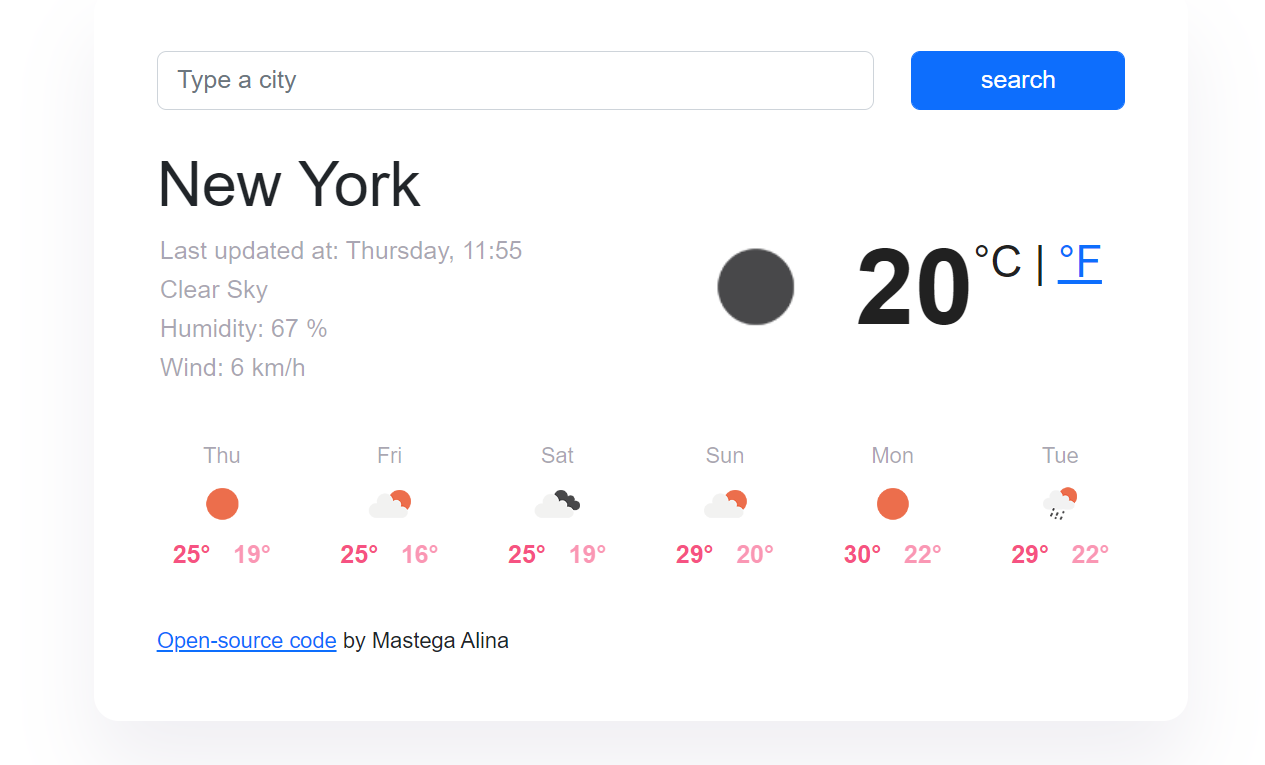 Type a city
search
New York
Last updated at: Thursday, 11:55
Clear Sky
Humidity: 67 %
Wind: 6 km/h
20 °C | °F
Thu Fri Sat Sun Mon Tue
25° 19° 25° 16° 25° 19° 29° 20° 30° 22° 29° 22°
Open-source code by Mastega Alina